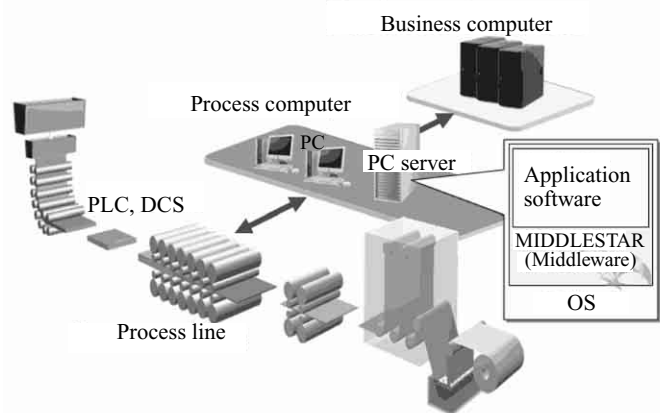 Business computer
Process computer
PC
PC server
Application
software
MIDDLESTAR
(Middleware)
OS
PLC, DCS
Process line